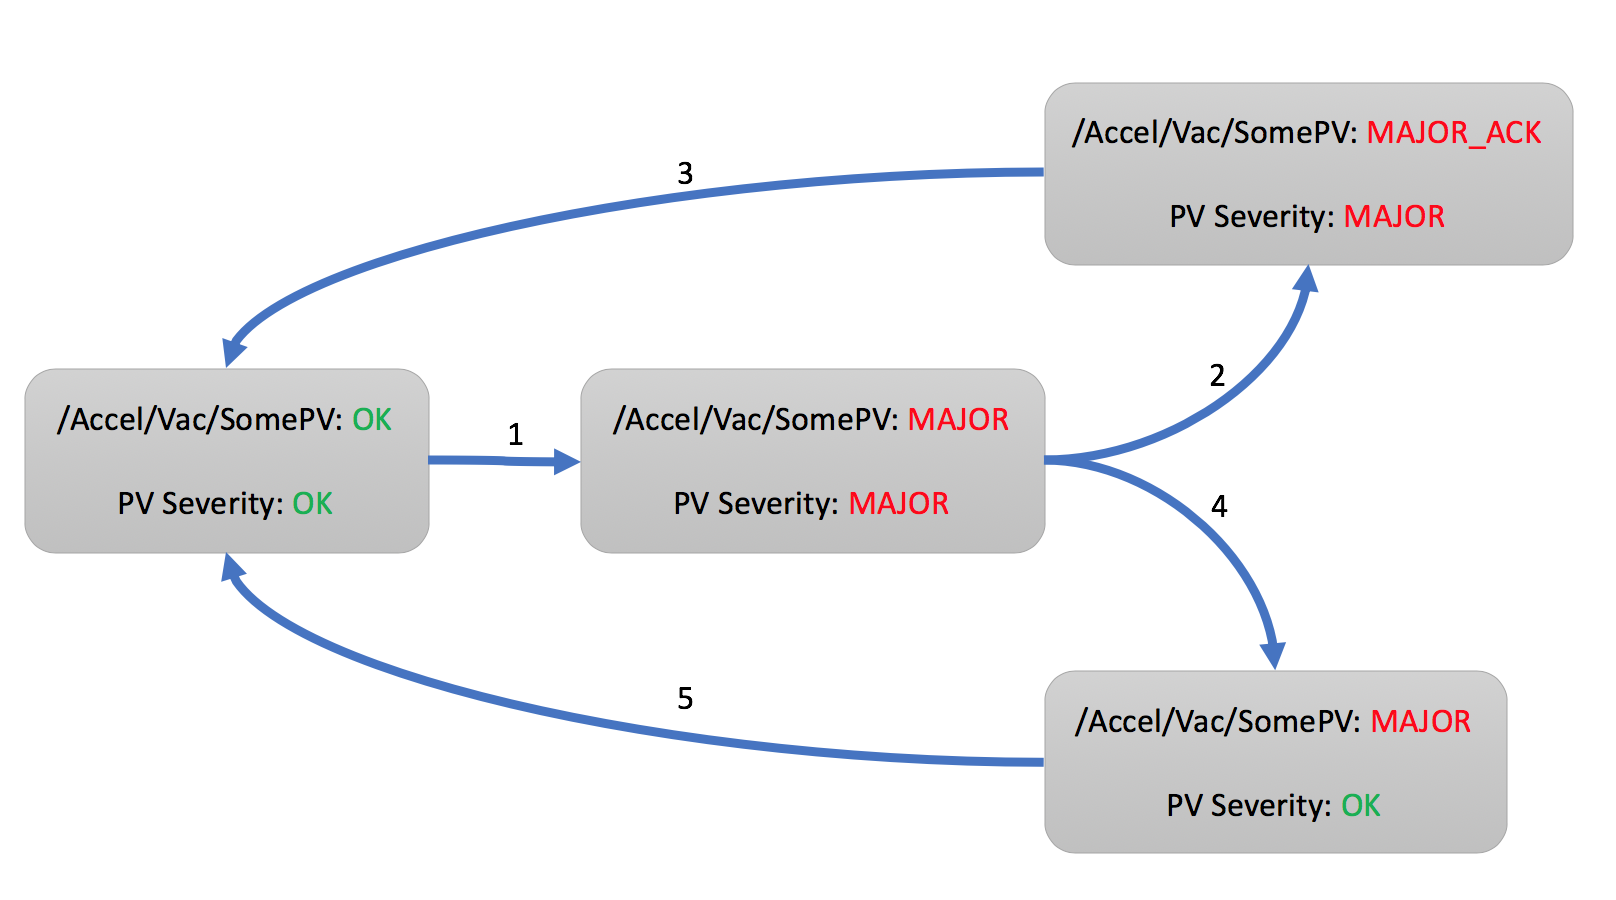 /Accel/Vac/SomePV: MAJOR_ACK
PV Severity: MAJOR
3
2
/Accel/Vac/SomePV: OK
PV Severity: OK
1
/Accel/Vac/SomePV: MAJOR
PV Severity: MAJOR
4
5
/Accel/Vac/SomePV: MAJOR
PV Severity: OK